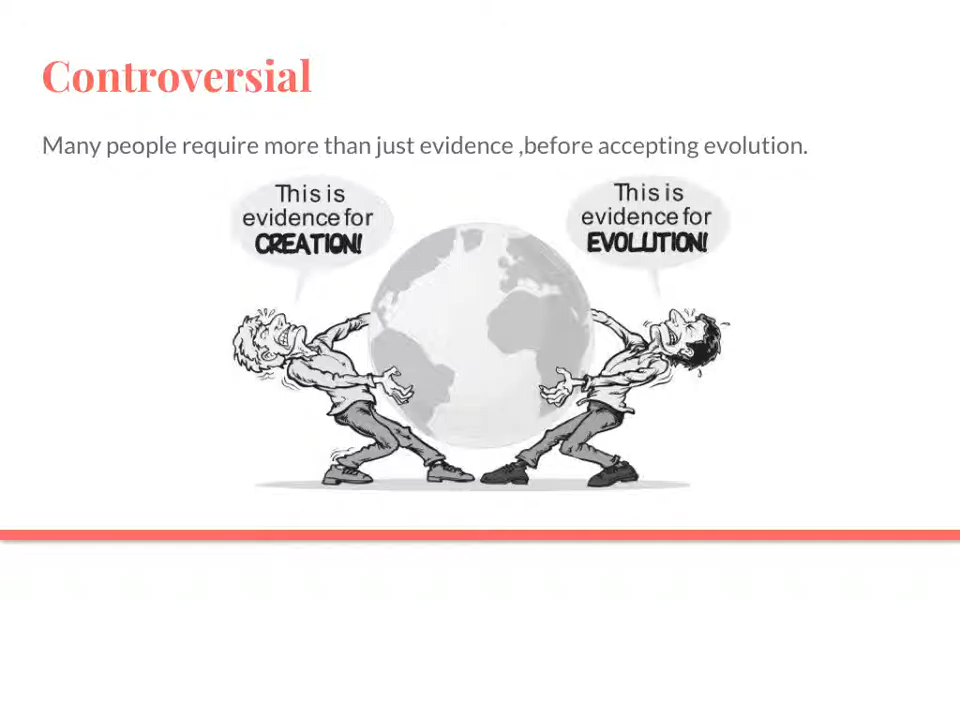 Controversial
Many people require more than just evidence ,before accepting evolution.
This is
evidence for
CREATION!
This is
evidence for
EVOLUTION!